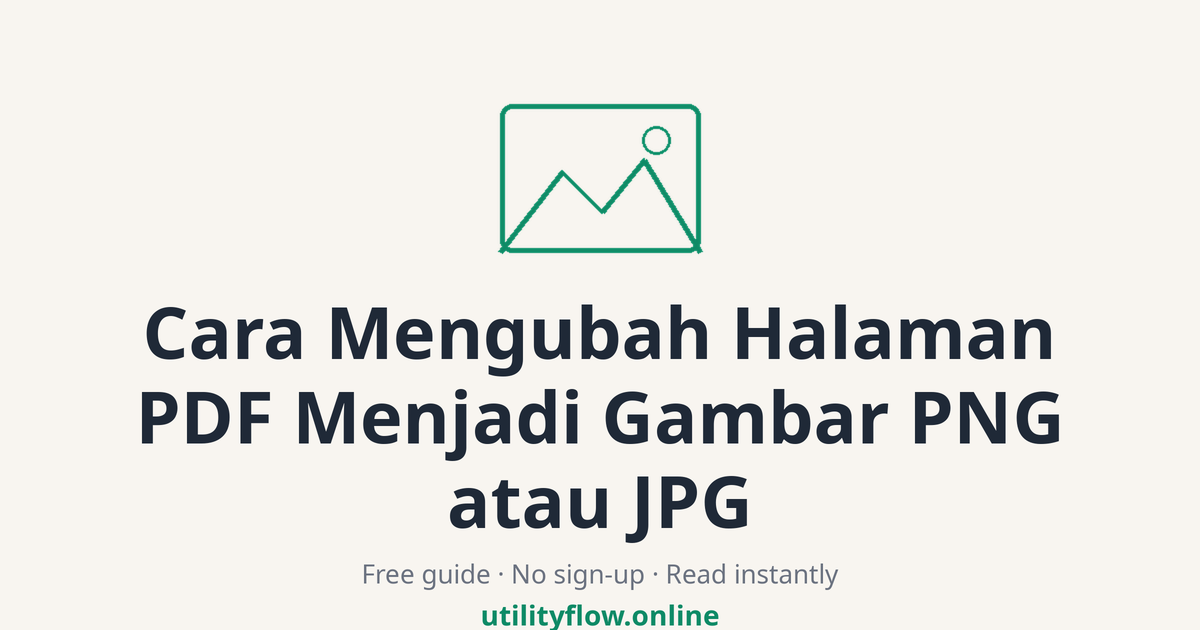 Cara Mengubah Halaman
PDF Menjadi Gambar PNG
atau JPG
Free guide · No sign-up · Read instantly
utilityflow.online